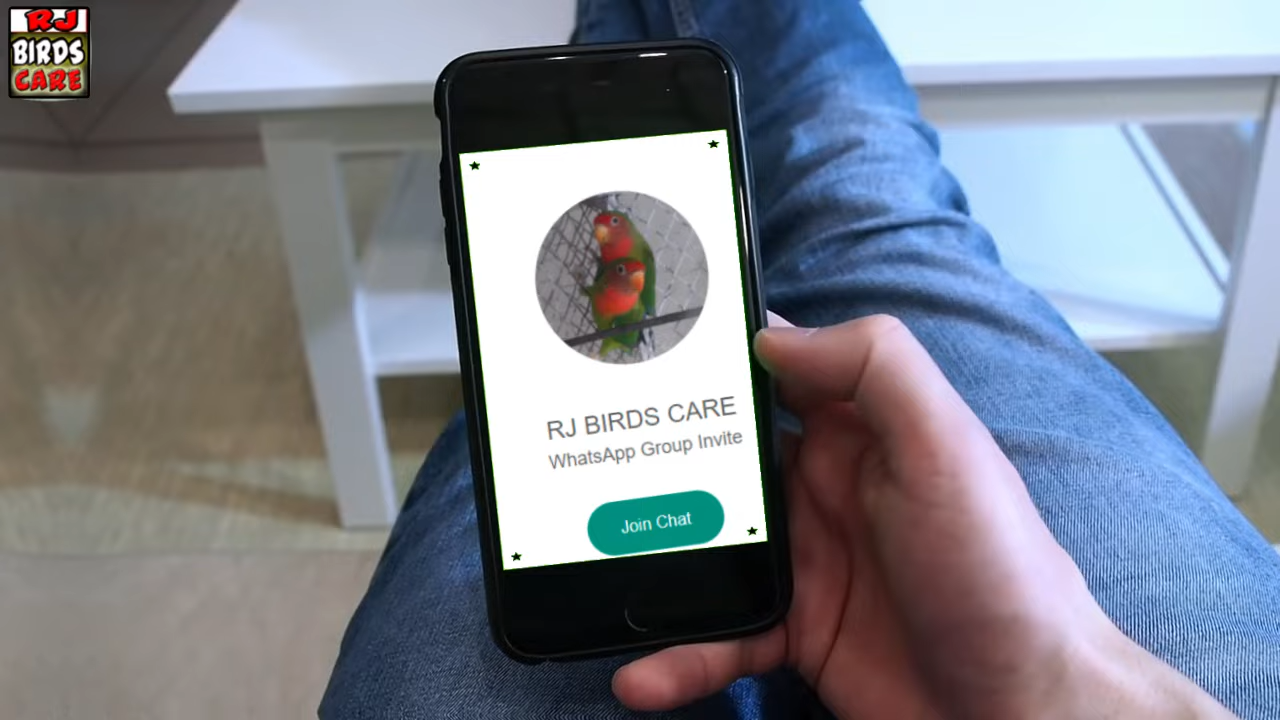 RJ
BIRDS
CARE
RJ BIRDS CARE
WhatsApp Group Invite
Join Chat